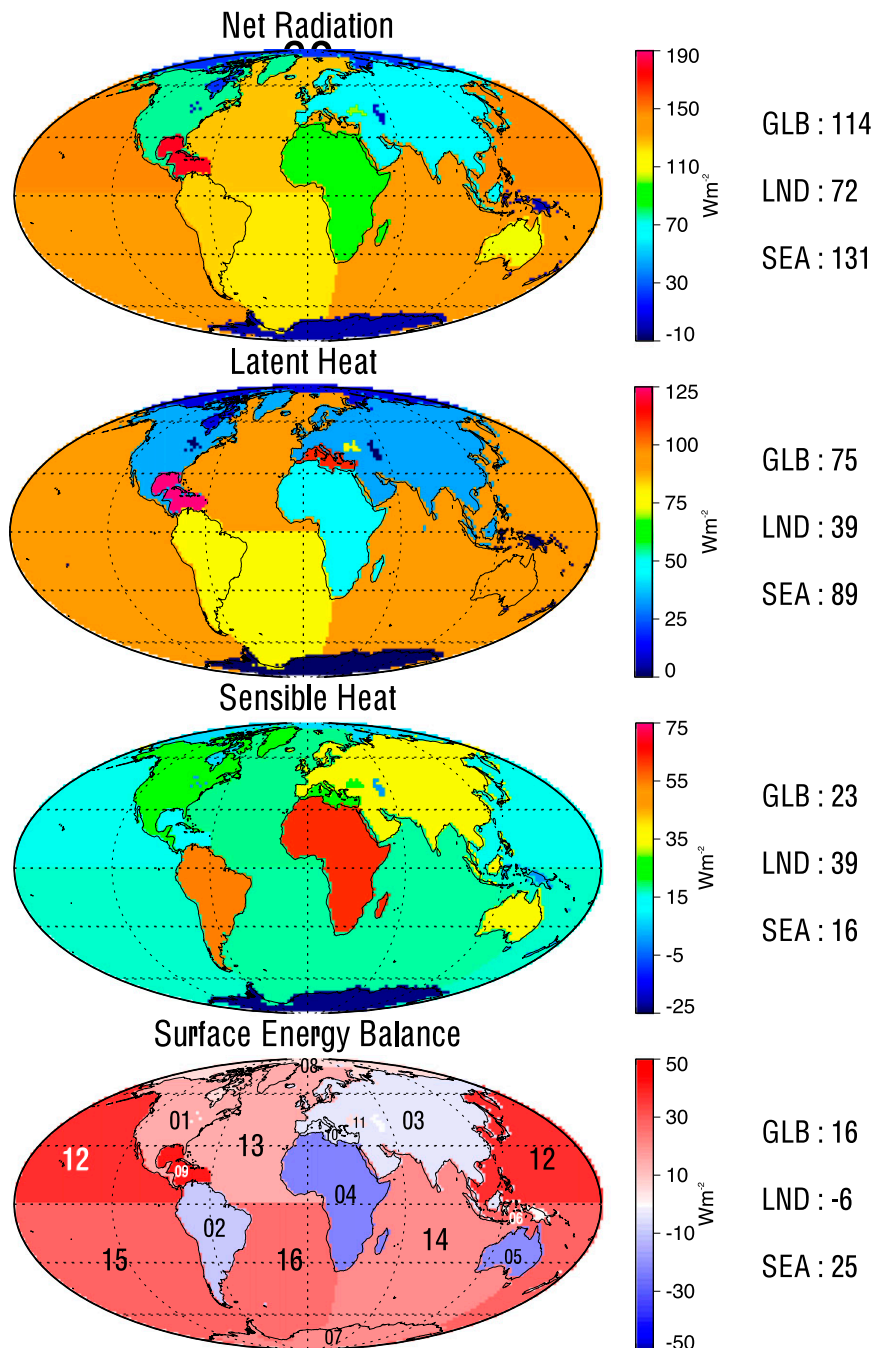 Net Radiation
190
150
110
70
30
-10
Wm⁻²
GLB : 114
LND : 72
SEA : 131
Latent Heat
125
100
75
50
25
0
Wm⁻²
GLB : 75
LND : 39
SEA : 89
Sensible Heat
75
55
35
15
-5
-25
Wm⁻²
GLB : 23
LND : 39
SEA : 16
Surface Energy Balance
08
01
11
03
10
13
12
09
12
04
02
06
14
15
16
05
07
50
30
10
-10
-30
-50
Wm⁻²
GLB : 16
LND : -6
SEA : 25